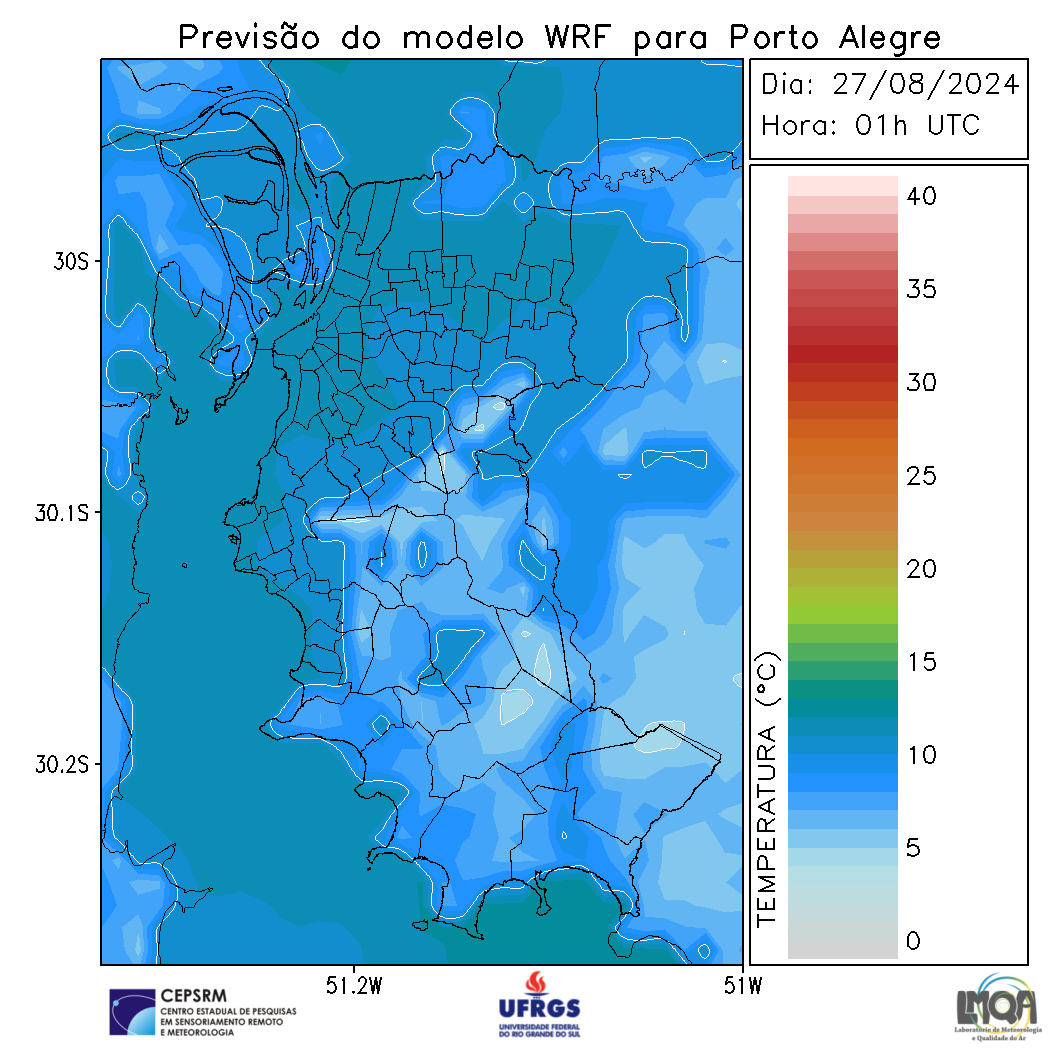 Previsão do modelo WRF para Porto Alegre
Dia: 27/08/2024
Hora: 01h UTC
30S
30.1S
30.2S
51.2W
51W
TEMPERATURA (°C)
40
35
30
25
20
15
10
5
0
CEPSRM
CENTRO ESTADUAL DE PESQUISAS
EM SENSORIAMENTO REMOTO
E METEOROLOGIA
UFRGS
UNIVERSIDADE FEDERAL
DO RIO GRANDE DO SUL
LMQA
Laboratório de Meteorologia
e Qualidade do Ar